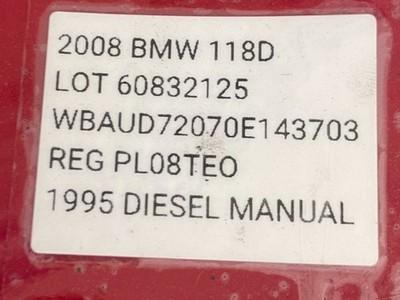 2008 BMW 118D
LOT 60832125
WBAUD72070E143703
REG PL08TEO
1995 DIESEL MANUAL